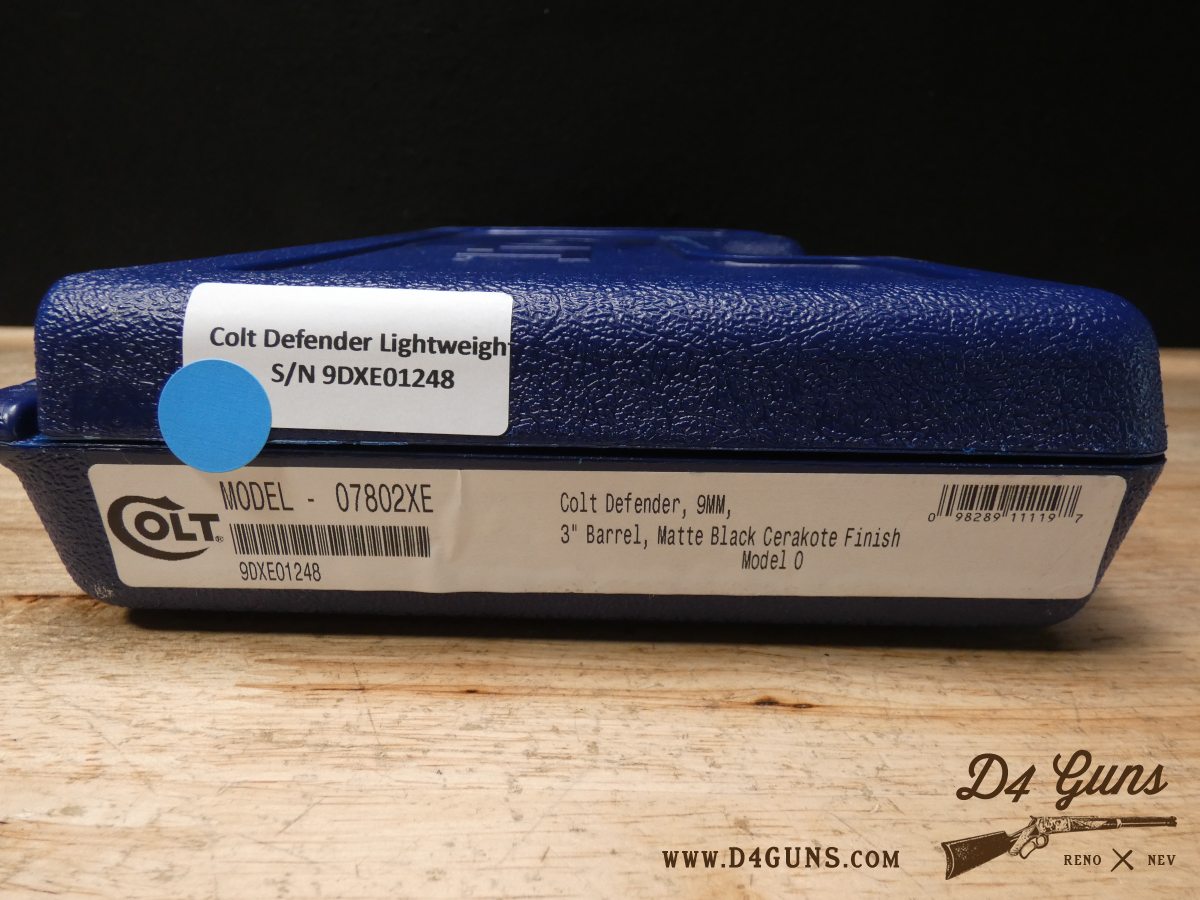 Colt Defender Lightweight
S/N 9DXE01248
COLT®
MODEL - 07802XE
9DXE01248
Colt Defender, 9MM,
3" Barrel, Matte Black Cerakote Finish
Model O
0 98289 11119 7
D4 Guns
WWW.D4GUNS.COM
RENO NEV